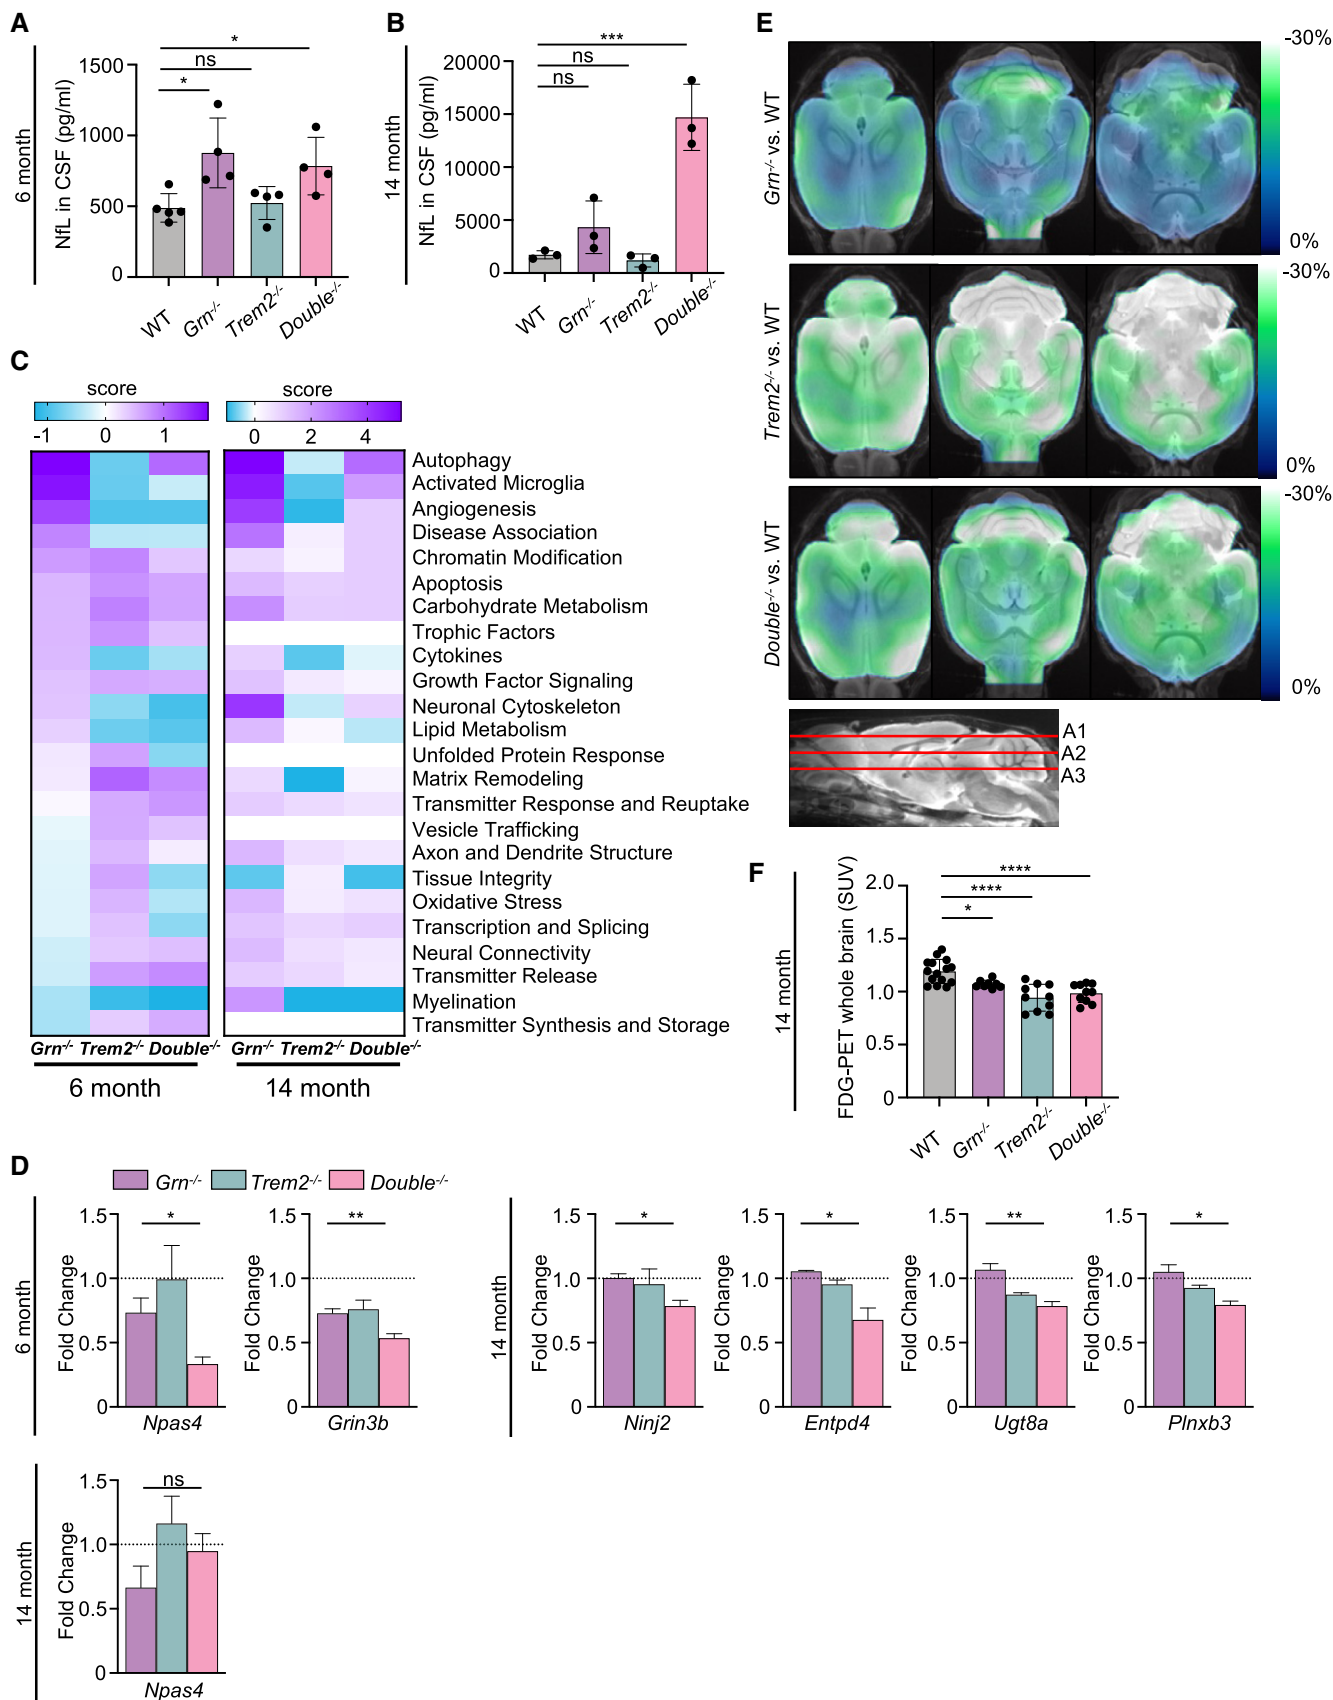 A
6 month
NfL in CSF (pg/ml)
1500
1000
500
0
*
ns
*
WT
Grn-/-
Trem2-/-
Double-/-
B
14 month
NfL in CSF (pg/ml)
20000
15000
10000
5000
0
***
ns
ns
WT
Grn-/-
Trem2-/-
Double-/-
C
score
-1 0 1
score
0 2 4
Autophagy
Activated Microglia
Angiogenesis
Disease Association
Chromatin Modification
Apoptosis
Carbohydrate Metabolism
Trophic Factors
Cytokines
Growth Factor Signaling
Neuronal Cytoskeleton
Lipid Metabolism
Unfolded Protein Response
Matrix Remodeling
Transmitter Response and Reuptake
Vesicle Trafficking
Axon and Dendrite Structure
Tissue Integrity
Oxidative Stress
Transcription and Splicing
Neural Connectivity
Transmitter Release
Myelination
Transmitter Synthesis and Storage
Grn-/- Trem2-/- Double-/-
6 month
Grn-/- Trem2-/- Double-/-
14 month
D
Grn-/- Trem2-/- Double-/-
6 month
Fold Change
1.5
1.0
0.5
0
*
Npas4
Fold Change
1.5
1.0
0.5
0
**
Grin3b
14 month
Fold Change
1.5
1.0
0.5
0
*
Ninj2
Fold Change
1.5
1.0
0.5
0
*
Entpd4
Fold Change
1.5
1.0
0.5
0
**
Ugt8a
Fold Change
1.5
1.0
0.5
0
*
Plnxb3
14 month
Fold Change
1.5
1.0
0.5
0
ns
Npas4
E
Grn-/- vs. WT
-30%
0%
Trem2-/- vs. WT
-30%
0%
Double-/- vs. WT
-30%
0%
A1
A2
A3
F
14 month
FDG-PET whole brain (SUV)
2.0
1.5
1.0
0.5
0
****
****
*
WT
Grn-/-
Trem2-/-
Double-/-